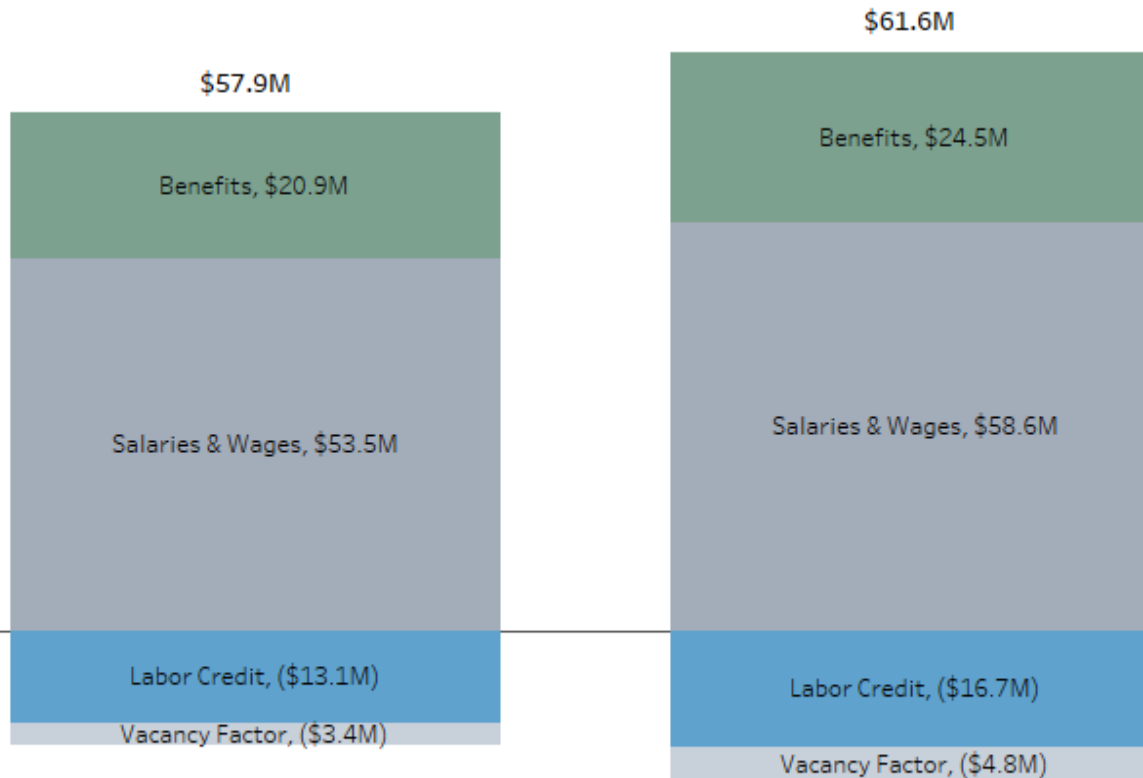 $57.9M
Benefits, $20.9M
Salaries & Wages, $53.5M
Labor Credit, ($13.1M)
Vacancy Factor, ($3.4M)
$61.6M
Benefits, $24.5M
Salaries & Wages, $58.6M
Labor Credit, ($16.7M)
Vacancy Factor, ($4.8M)